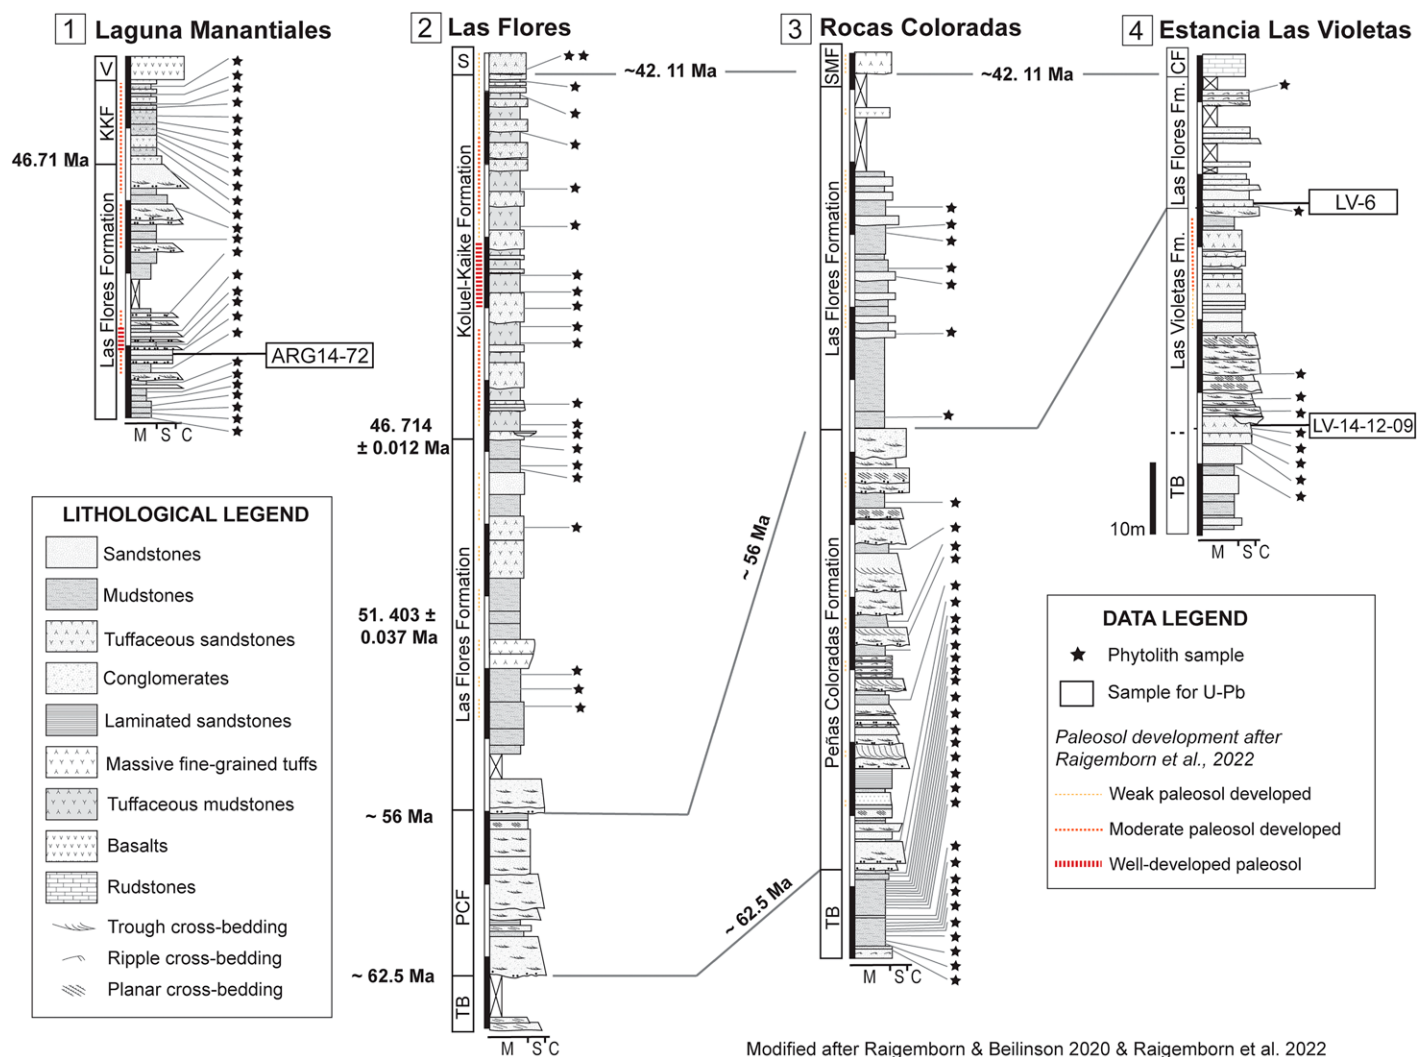 1 Laguna Manantiales
2 Las Flores
3 Rocas Coloradas
4 Estancia Las Violetas
V
KKF
46.71 Ma
Las Flores Formation
ARG14-72
M S C
S
~42. 11 Ma
Koluel-Kaike Formation
46. 714
± 0.012 Ma
Las Flores Formation
51. 403 ±
0.037 Ma
~ 56 Ma
PCF
~ 62.5 Ma
TB
M S C
~ 56 Ma
~ 62.5 Ma
SMF
Las Flores Formation
Peñas Coloradas Formation
TB
M S C
~42. 11 Ma
CF
Las Flores Fm.
LV-6
Las Violetas Fm.
LV-14-12-09
TB
10m
M S C
LITHOLOGICAL LEGEND
Sandstones
Mudstones
Tuffaceous sandstones
Conglomerates
Laminated sandstones
Massive fine-grained tuffs
Tuffaceous mudstones
Basalts
Rudstones
Trough cross-bedding
Ripple cross-bedding
Planar cross-bedding
DATA LEGEND
Phytolith sample
Sample for U-Pb
Paleosol development after
Raigemborn et al., 2022
Weak paleosol developed
Moderate paleosol developed
Well-developed paleosol
Modified after Raigemborn & Beilinson 2020 & Raigemborn et al. 2022